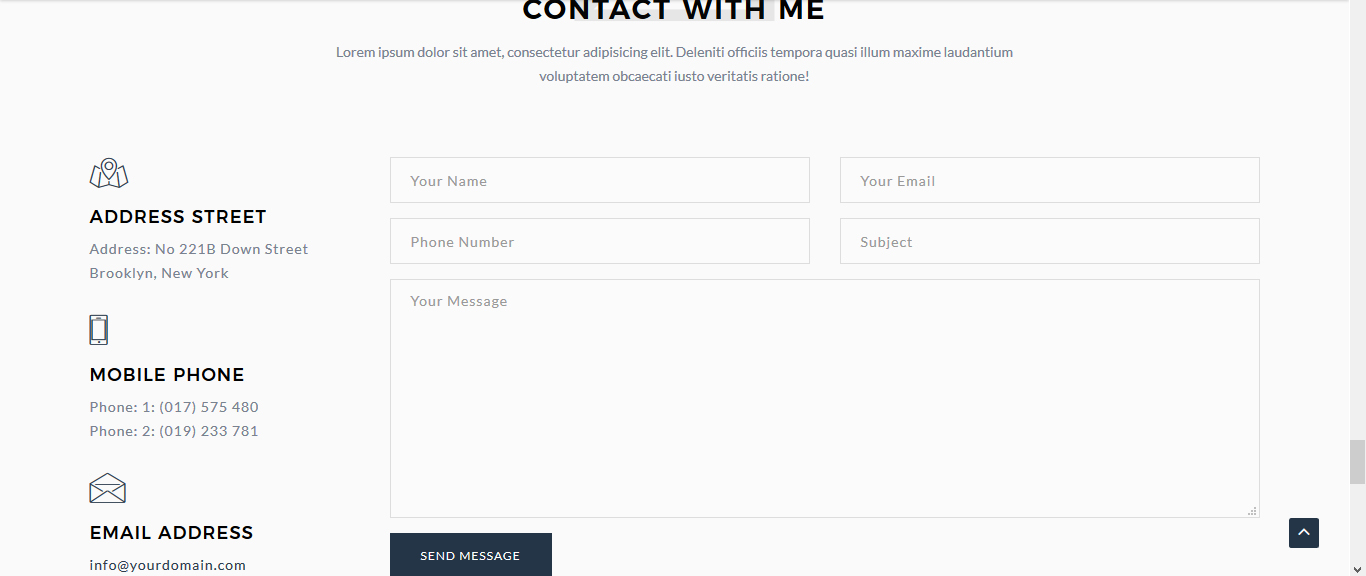 CONTACT WITH ME
Lorem ipsum dolor sit amet, consectetur adipisicing elit. Deleniti officiis tempora quasi illum maxime laudantium
voluptatem obcaecati iusto veritatis ratione!
ADDRESS STREET
Address: No 221B Down Street
Brooklyn, New York
MOBILE PHONE
Phone: 1: (017) 575 480
Phone: 2: (019) 233 781
EMAIL ADDRESS
info@yourdomain.com
Your Name
Your Email
Phone Number
Subject
Your Message
SEND MESSAGE